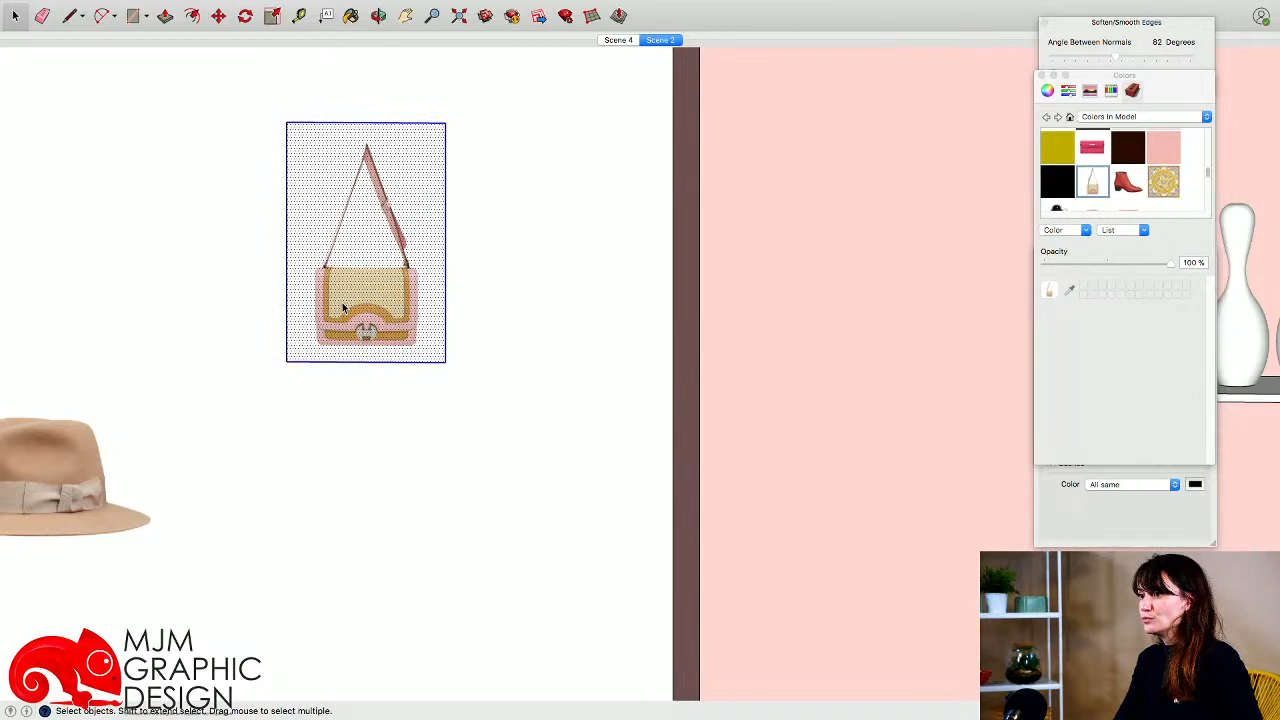 A1
Soften/Smooth Edges
Scene 4
Scene 2
Angle Between Normals 82 Degrees
Colors
Colors In Model
Color
List
Opacity
100 %
Color
All same
MJM
GRAPHIC
DESIGN
Select objects. Shift to extend select. Drag mouse to select multiple.